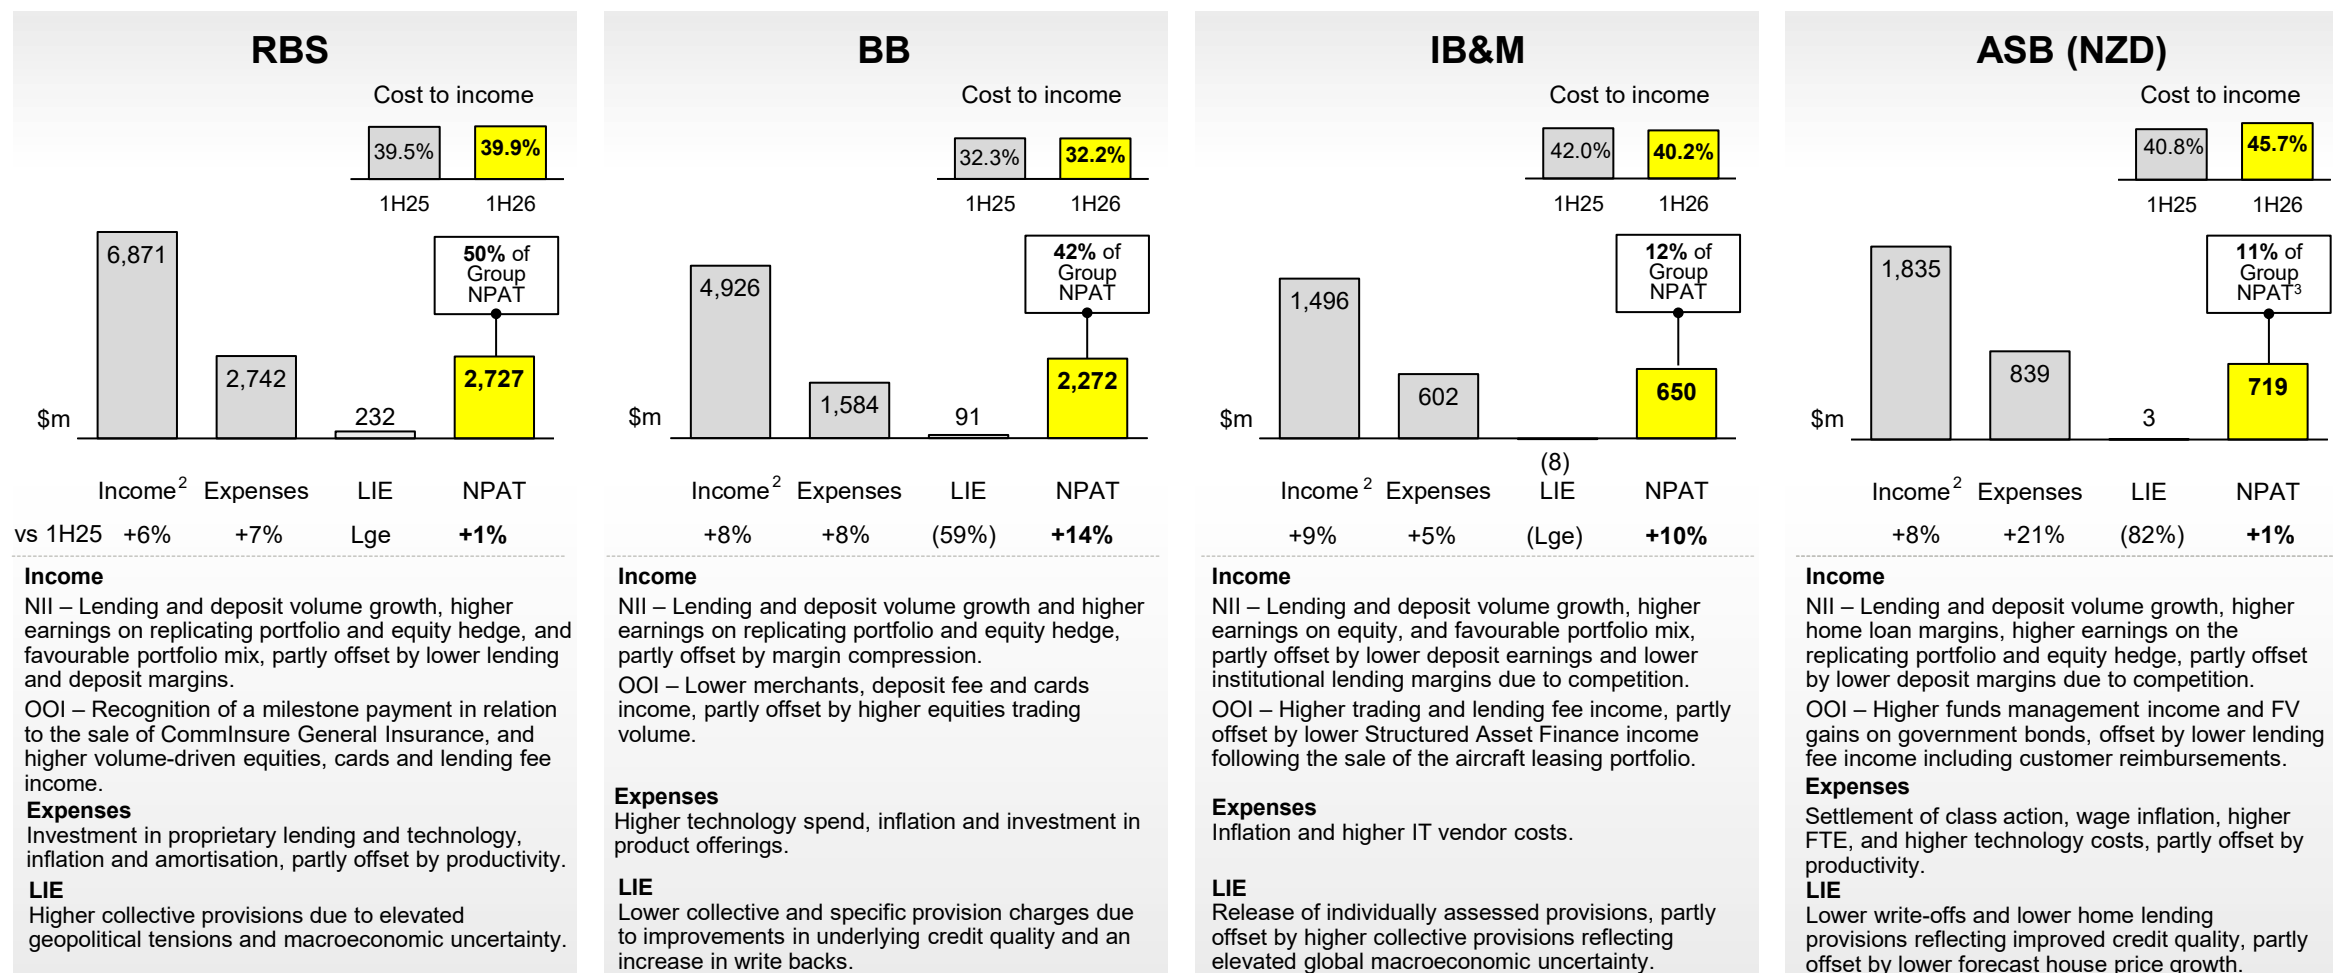 RBS
Cost to income
39.5%
39.9%
1H25
1H26
6,871
2,742
232
2,727
50% of
Group
NPAT
$m
Income2
Expenses
LIE
NPAT
vs 1H25
+6%
+7%
Lge
+1%
Income
NII – Lending and deposit volume growth, higher
earnings on replicating portfolio and equity hedge, and
favourable portfolio mix, partly offset by lower lending
and deposit margins.
OOI – Recognition of a milestone payment in relation
to the sale of CommInsure General Insurance, and
higher volume-driven equities, cards and lending fee
income.
Expenses
Investment in proprietary lending and technology,
inflation and amortisation, partly offset by productivity.
LIE
Higher collective provisions due to elevated
geopolitical tensions and macroeconomic uncertainty.
BB
Cost to income
32.3%
32.2%
1H25
1H26
4,926
1,584
91
2,272
42% of
Group
NPAT
$m
Income2
Expenses
LIE
NPAT
+8%
+8%
(59%)
+14%
Income
NII – Lending and deposit volume growth and higher
earnings on replicating portfolio and equity hedge,
partly offset by margin compression.
OOI – Lower merchants, deposit fee and cards
income, partly offset by higher equities trading
volume.
Expenses
Higher technology spend, inflation and investment in
product offerings.
LIE
Lower collective and specific provision charges due
to improvements in underlying credit quality and an
increase in write backs.
IB&M
Cost to income
42.0%
40.2%
1H25
1H26
1,496
602
(8)
650
12% of
Group
NPAT
$m
Income2
Expenses
LIE
NPAT
+9%
+5%
(Lge)
+10%
Income
NII – Lending and deposit volume growth, higher
earnings on equity, and favourable portfolio mix,
partly offset by lower deposit earnings and lower
institutional lending margins due to competition.
OOI – Higher trading and lending fee income, partly
offset by lower Structured Asset Finance income
following the sale of the aircraft leasing portfolio.
Expenses
Inflation and higher IT vendor costs.
LIE
Release of individually assessed provisions, partly
offset by higher collective provisions reflecting
elevated global macroeconomic uncertainty.
ASB (NZD)
Cost to income
40.8%
45.7%
1H25
1H26
1,835
839
3
719
11% of
Group
NPAT3
$m
Income2
Expenses
LIE
NPAT
+8%
+21%
(82%)
+1%
Income
NII – Lending and deposit volume growth, higher
home loan margins, higher earnings on the
replicating portfolio and equity hedge, partly offset
by lower deposit margins due to competition.
OOI – Higher funds management income and FV
gains on government bonds, offset by lower lending
fee income including customer reimbursements.
Expenses
Settlement of class action, wage inflation, higher
FTE, and higher technology costs, partly offset by
productivity.
LIE
Lower write-offs and lower home lending
provisions reflecting improved credit quality, partly
offset by lower forecast house price growth.